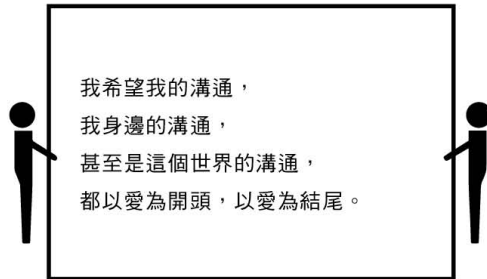 我希望我的溝通，
我身邊的溝通，
甚至是這個世界的溝通，
都以愛為開頭，以愛為結尾。